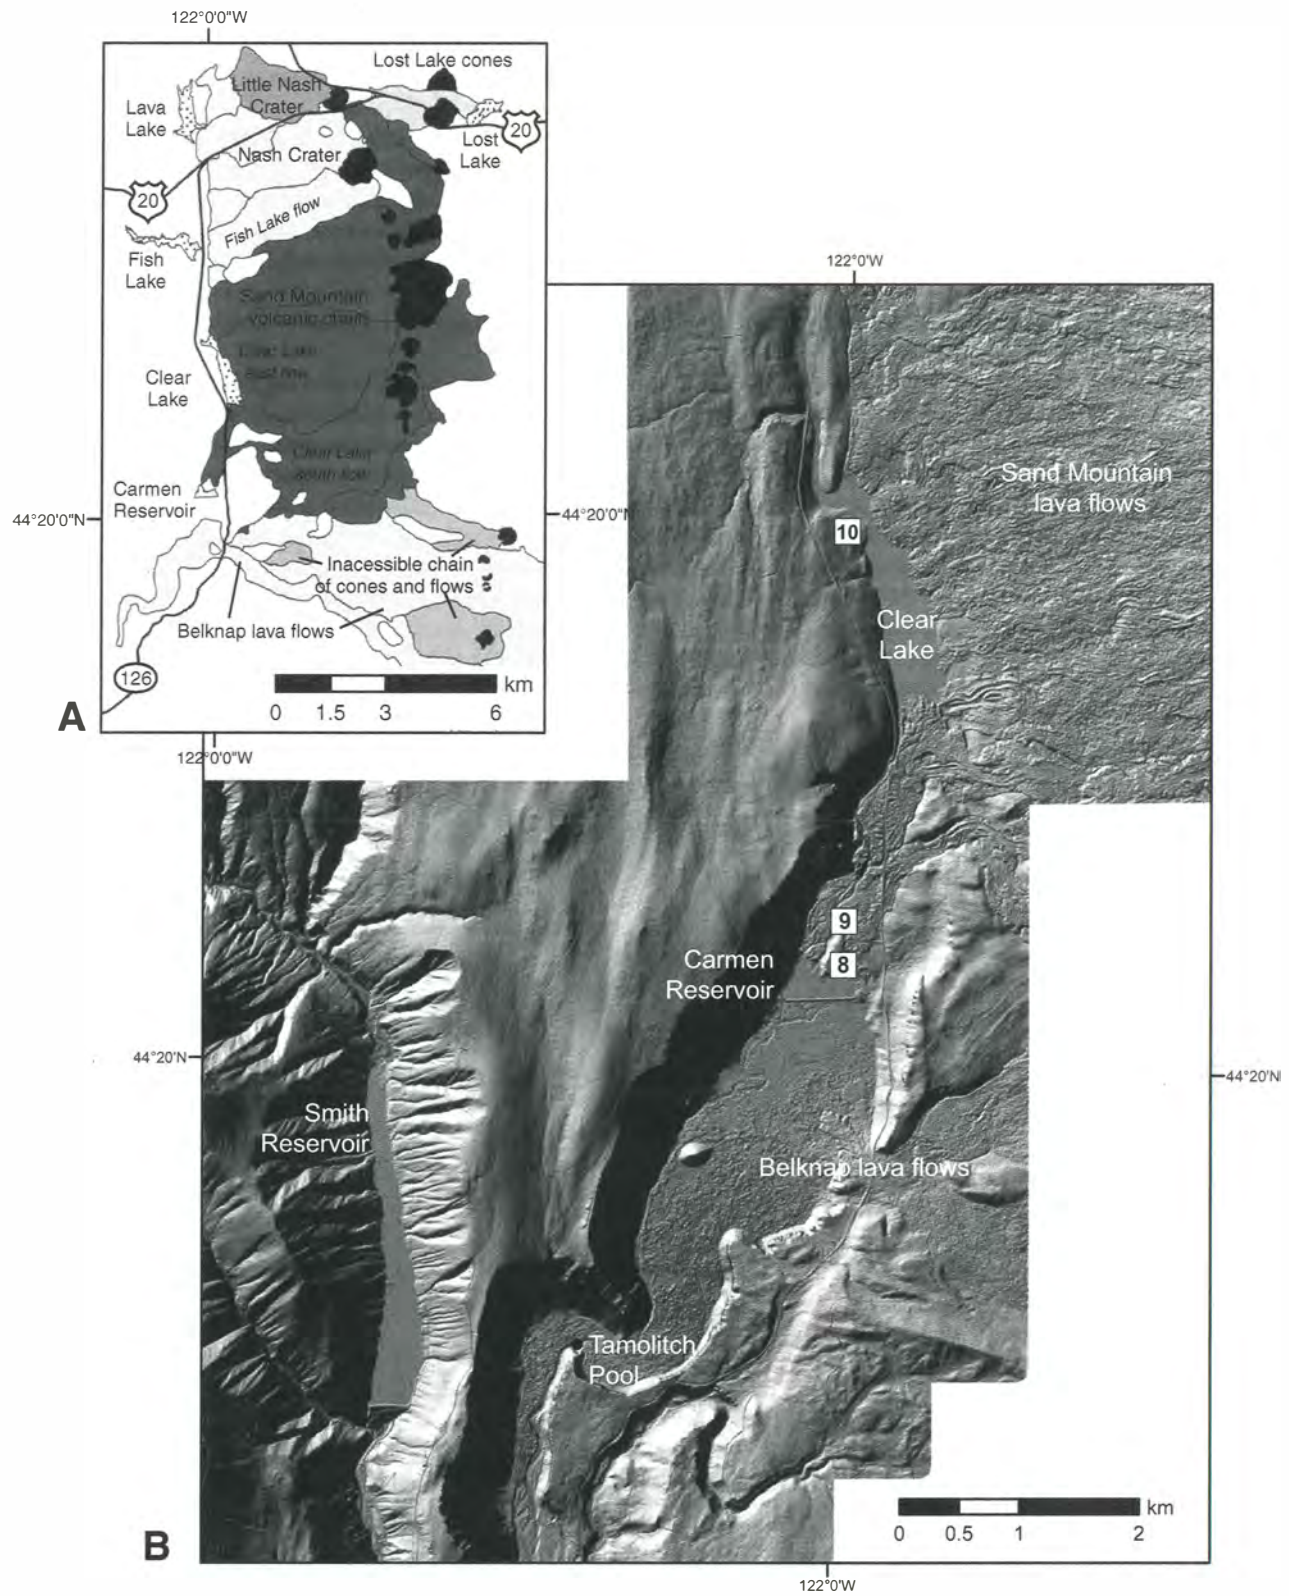 122°0'0"W
Lost Lake cones
Little Nash
Crater
Lava
Lake
20
Lost
Lake
Nash Crater
20
Fish Lake flow
Fish
Lake
Sand Mountain
volcanic chain
Clear Lake
east flow
Clear
Lake
Clear Lake
south flow
Carmen
Reservoir
44°20'0"N
44°20'0"N
Inacessible chain
of cones and flows
Belknap lava flows
126
km
0 1.5 3 6
A
122°0'0"W
122°0'W
Sand Mountain
lava flows
10
Clear
Lake
9
8
Carmen
Reservoir
44°20'N
44°20'N
Smith
Reservoir
Belknap lava flows
Tamolitch
Pool
km
0 0.5 1 2
B
122°0'W